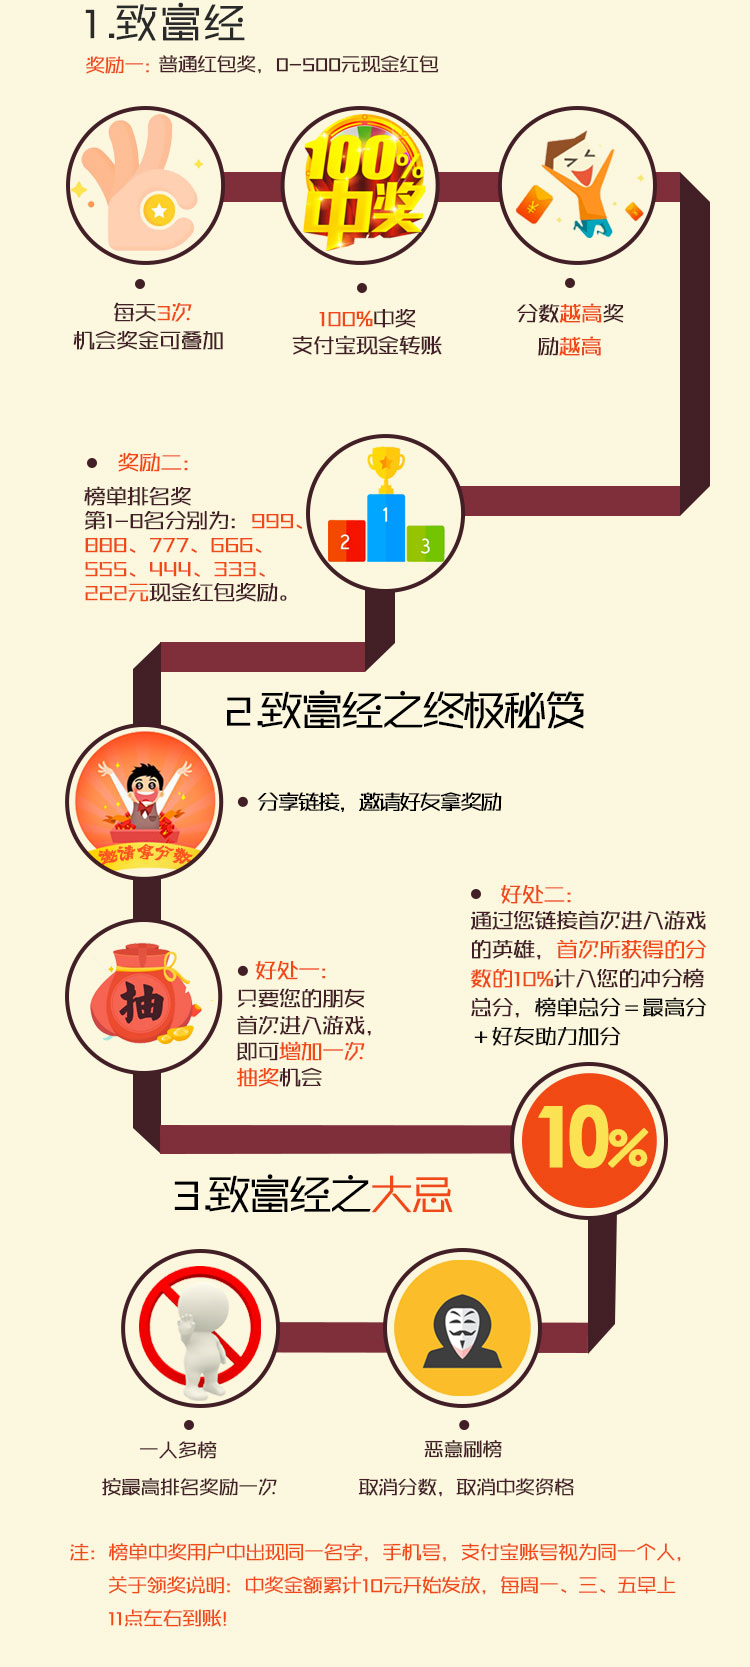 1.致富经
奖励一: 普通红包奖，0-500元现金红包
100%
中奖
¥
每天3次
机会奖金可叠加
100%中奖
支付宝现金转账
分数越高奖
励越高
奖励二:
榜单排名奖
第1-8名分别为: 999、
888、777、666、
555、444、333、
222元现金红包奖励。
1
2
3
2.致富经之终极秘笈
邀请拿分数
分享链接，邀请好友拿奖励
好处二:
通过您链接首次进入游戏
的英雄，首次所获得的分
数的10%计入您的冲分榜
总分，榜单总分=最高分
+好友助力加分
抽
好处一:
只要您的朋友
首次进入游戏，
即可增加一次
抽奖机会
10%
3.致富经之大忌
一人多榜
按最高排名奖励一次
恶意刷榜
取消分数，取消中奖资格
注: 榜单中奖用户中出现同一名字，手机号，支付宝账号视为同一个人，
关于领奖说明: 中奖金额累计10元开始发放，每周一、三、五早上
11点左右到账!